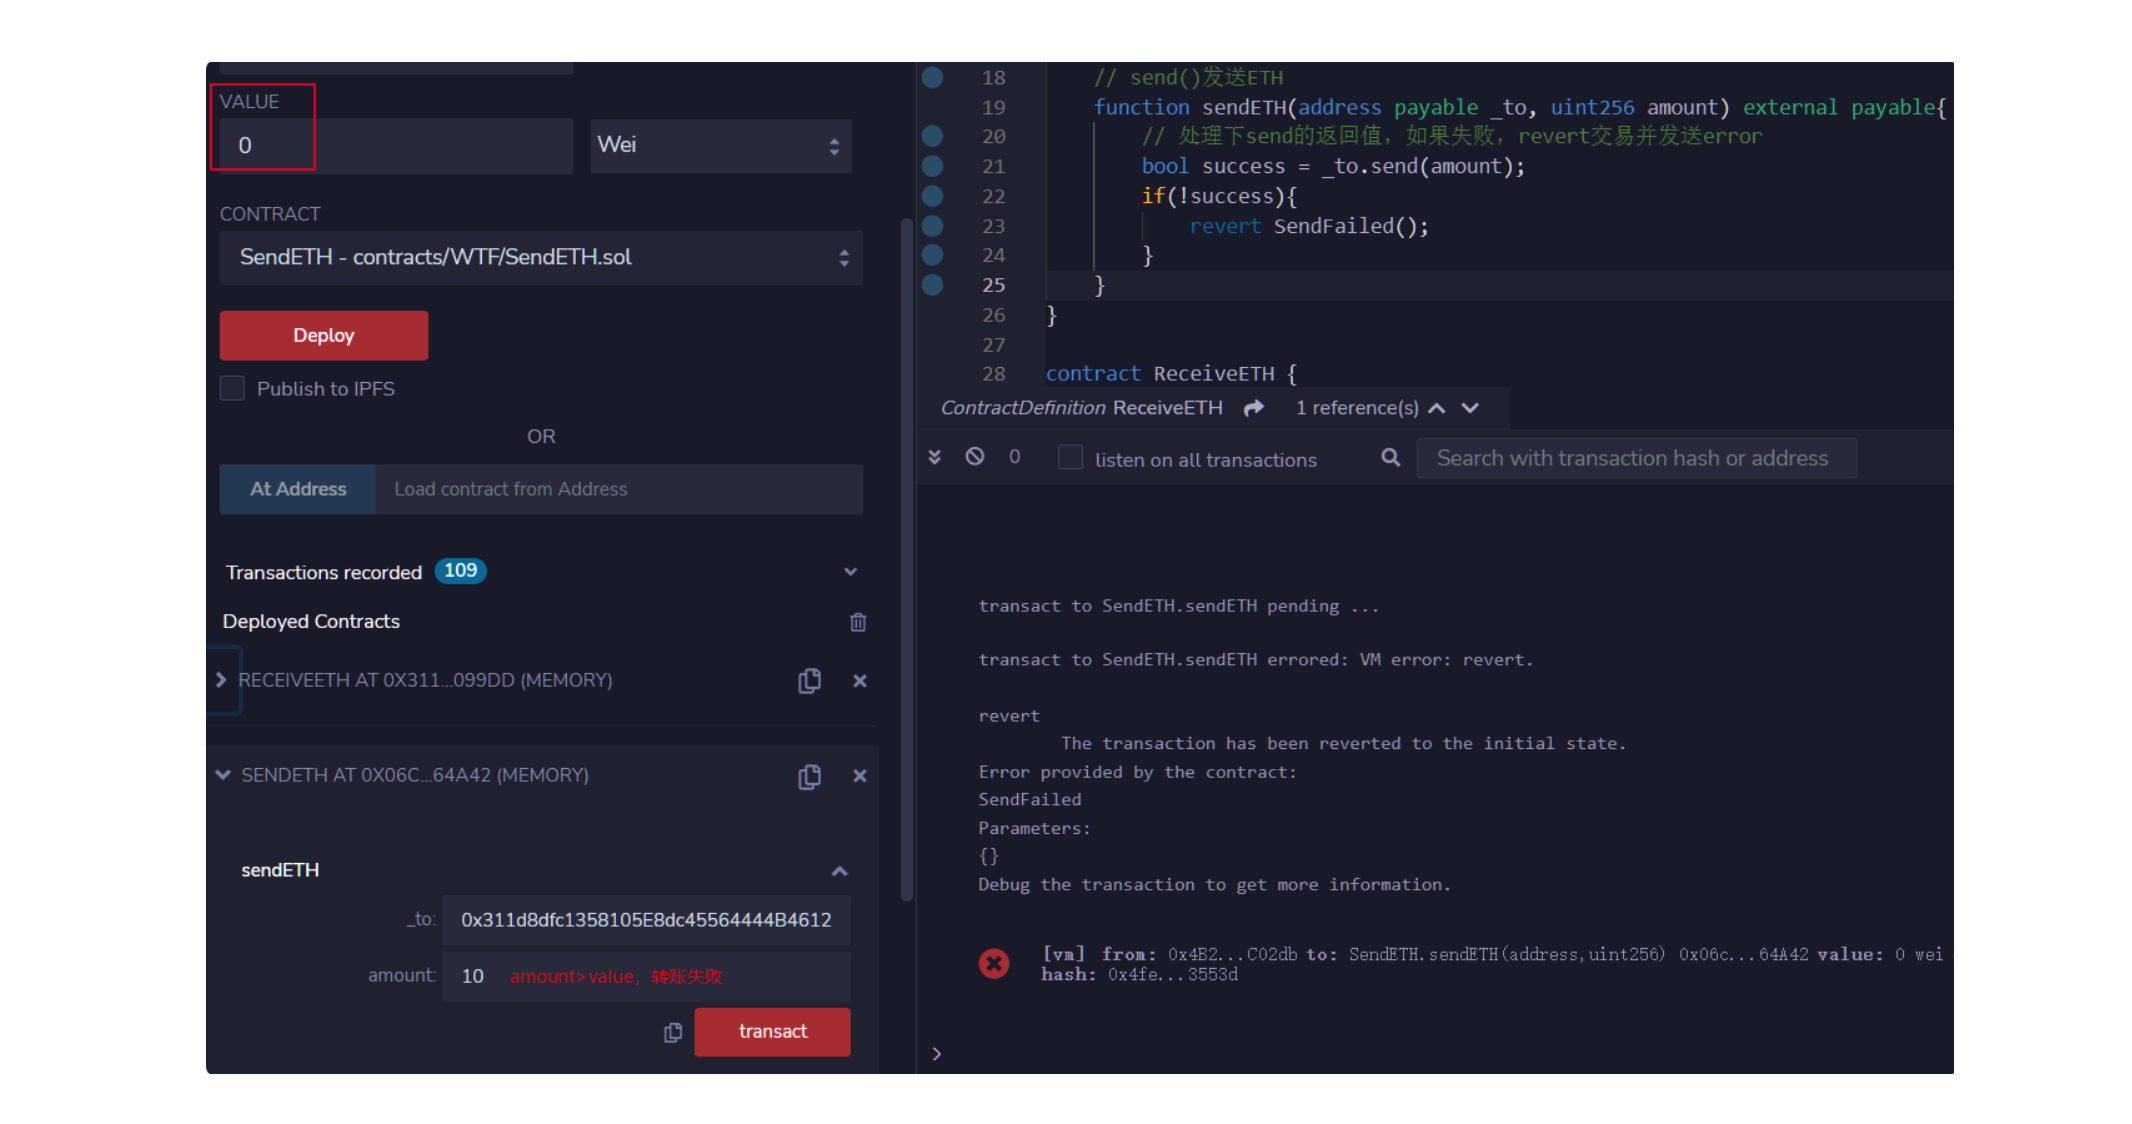 VALUE
0
Wei
CONTRACT
SendETH - contracts/WTF/SendETH.sol
Deploy
Publish to IPFS
OR
At Address
Load contract from Address
Transactions recorded 109
Deployed Contracts
RECEIVEETH AT 0X311...099DD (MEMORY)
SENDETH AT 0X06C...64A42 (MEMORY)
sendETH
_to: 0x311d8dfc1358105E8dc45564444B4612
amount: 10 amount>value，转账失败
transact
18 // send()发送ETH
19 function sendETH(address payable _to, uint256 amount) external payable{
20 // 处理下send的返回值，如果失败，revert交易并发送error
21 bool success = _to.send(amount);
22 if(!success){
23 revert SendFailed();
24 }
25 }
26 }
27
28 contract ReceiveETH {
ContractDefinition ReceiveETH 1 reference(s)
0 listen on all transactions Search with transaction hash or address
transact to SendETH.sendETH pending ...
transact to SendETH.sendETH errored: VM error: revert.
revert
The transaction has been reverted to the initial state.
Error provided by the contract:
SendFailed
Parameters:
{}
Debug the transaction to get more information.
[vm] from: 0x4B2...C02db to: SendETH.sendETH(address,uint256) 0x06c...64A42 value: 0 wei
hash: 0x4fe...3553d
>